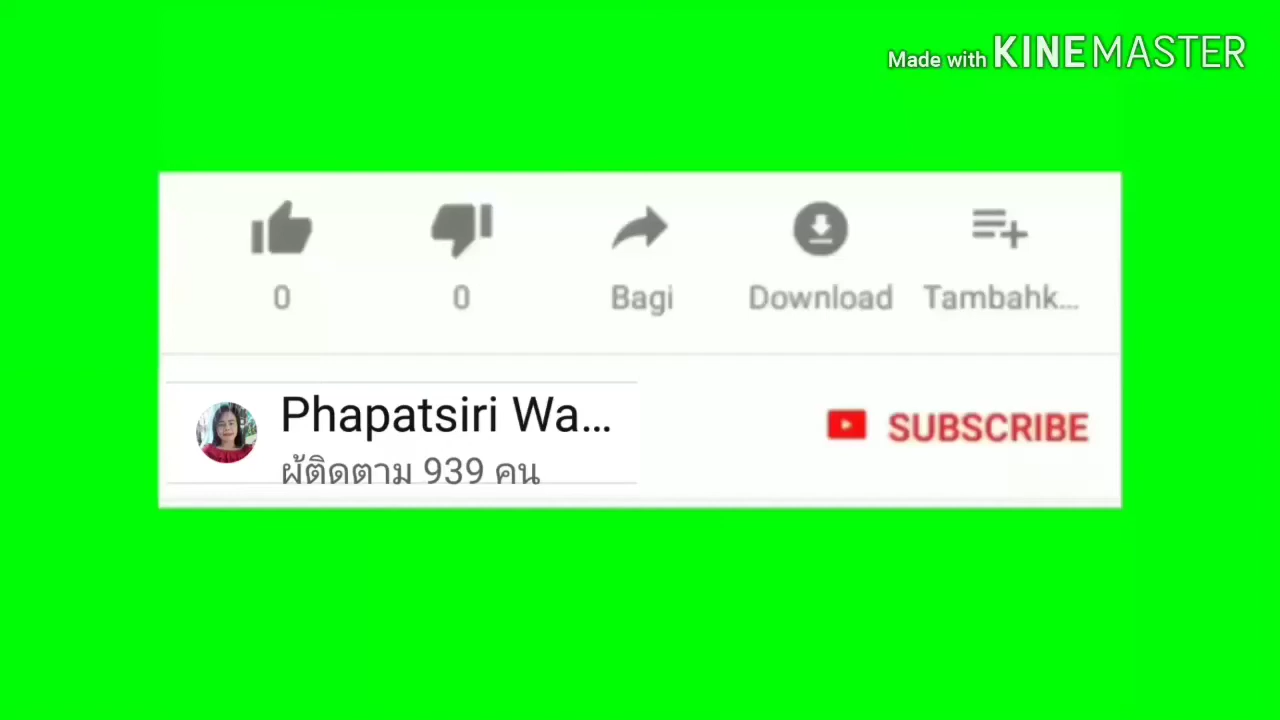 Made with KINEMASTER
0 0 Bagi Download Tambahk...
Phapatsiri Wa...
SUBSCRIBE
ผู้ติดตาม 939 คน